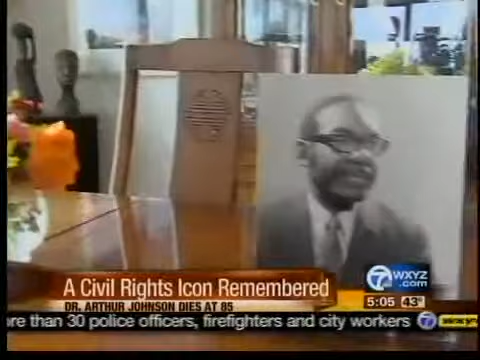 A Civil Rights Icon Remembered
DR. ARTHUR JOHNSON DIES AT 85
7 WXYZ
.com
5:05 43°
re than 30 police officers, firefighters and city workers 7